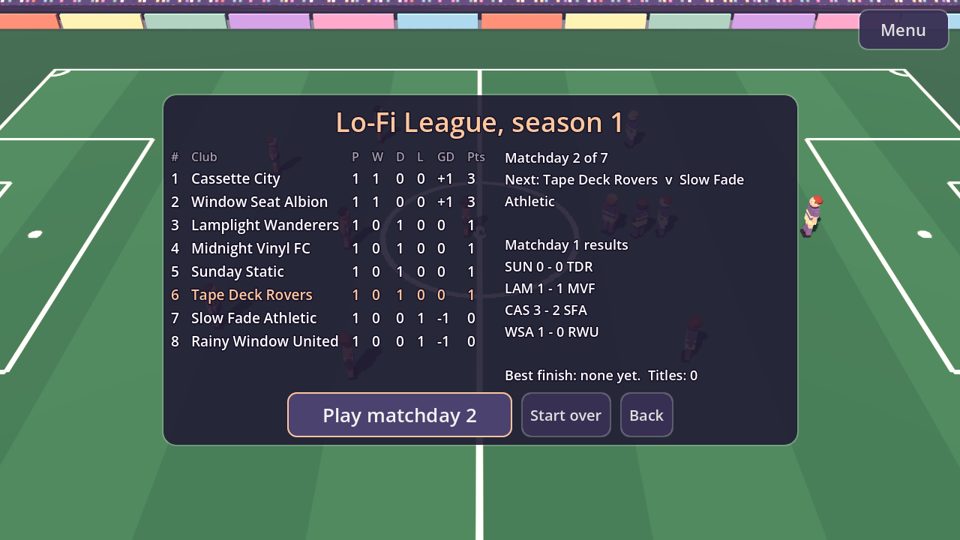 Menu
Lo-Fi League, season 1
# Club P W D L GD Pts
1 Cassette City 1 1 0 0 +1 3
2 Window Seat Albion 1 1 0 0 +1 3
3 Lamplight Wanderers 1 0 1 0 0 1
4 Midnight Vinyl FC 1 0 1 0 0 1
5 Sunday Static 1 0 1 0 0 1
6 Tape Deck Rovers 1 0 1 0 0 1
7 Slow Fade Athletic 1 0 0 1 -1 0
8 Rainy Window United 1 0 0 1 -1 0
Matchday 2 of 7
Next: Tape Deck Rovers v Slow Fade
Athletic
Matchday 1 results
SUN 0 - 0 TDR
LAM 1 - 1 MVF
CAS 3 - 2 SFA
WSA 1 - 0 RWU
Best finish: none yet. Titles: 0
Play matchday 2
Start over
Back